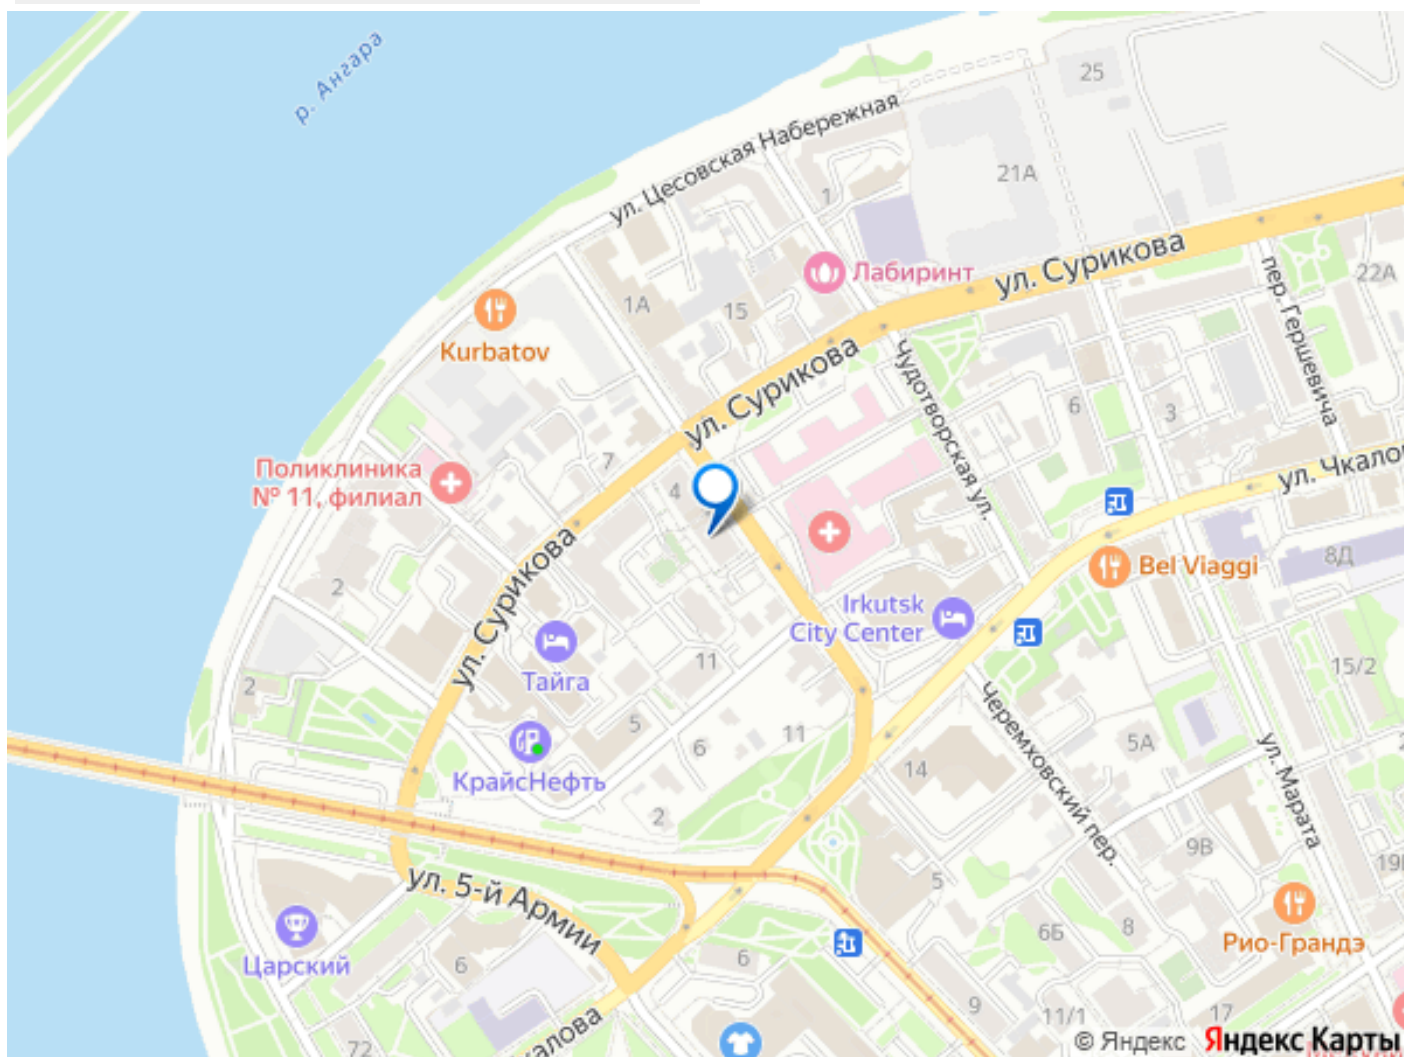 р. Ангара
ул. Цесовская Набережная
25
21А
1
ул. Сурикова
пер. Гершевича
22А
Лабиринт
1А
15
Kurbatov
ул. Сурикова
Чудотворская ул.
6
3
ул. Чкалов
7
Поликлиника
№ 11, филиал
4
8Д
Bel Viaggi
ул. Сурикова
2
Irkutsk
City Center
Тайга
11
15/2
2
5
6
11
Черемховский пер.
5А
ул. Марата
КрайсНефть
14
2
9В
19
ул. 5-й Армии
5
6Б
8
Рио-Грандэ
Царский
6
6
9
11/1
17
калова
72
© Яндекс Яндекс Карты